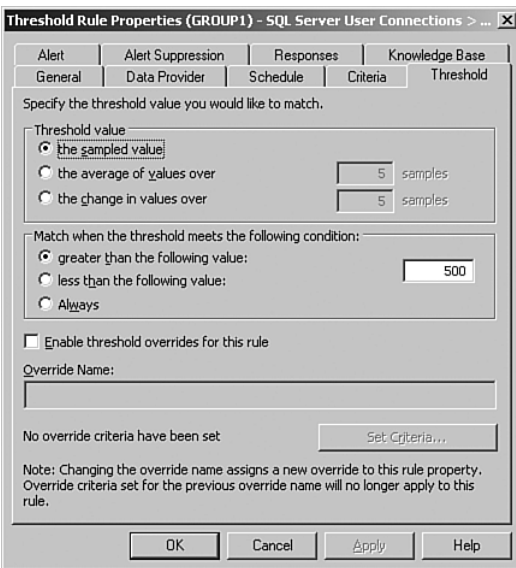 Threshold Rule Properties (GROUP1) - SQL Server User Connections > ...
Alert Alert Suppression Responses Knowledge Base
General Data Provider Schedule Criteria Threshold
Specify the threshold value you would like to match.
Threshold value
the sampled value
the average of values over 5 samples
the change in values over 5 samples
Match when the threshold meets the following condition:
greater than the following value: 500
less than the following value:
Always
Enable threshold overrides for this rule
Override Name:
No override criteria have been set Set Criteria...
Note: Changing the override name assigns a new override to this rule property.
Override criteria set for the previous override name will no longer apply to this
rule.
OK Cancel Apply Help